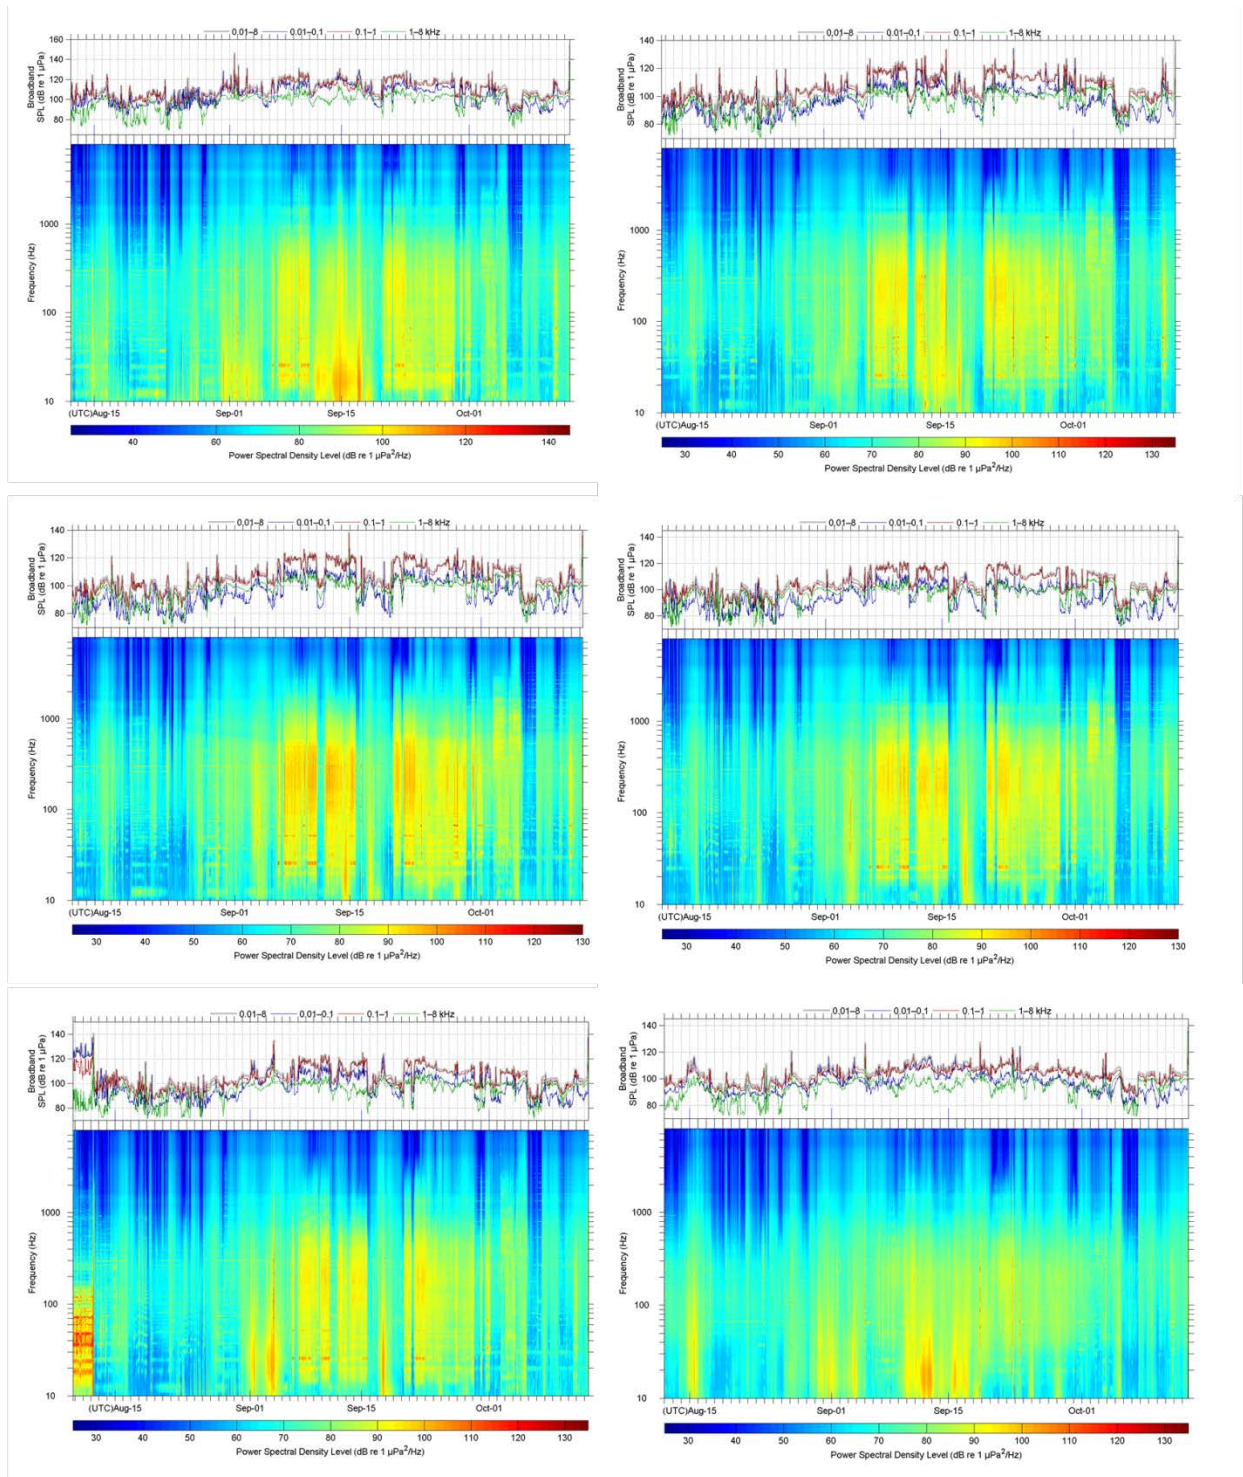 0.01–8 0.01–0.1 0.1–1 1–8 kHz
160
140
120
100
80
Broadband
SPL (dB re 1 µPa)
1000
100
10
Frequency (Hz)
(UTC)Aug-15 Sep-01 Sep-15 Oct-01
40 60 80 100 120 140
Power Spectral Density Level (dB re 1 µPa²/Hz)
0.01–8 0.01–0.1 0.1–1 1–8 kHz
140
120
100
80
Broadband
SPL (dB re 1 µPa)
1000
100
10
Frequency (Hz)
(UTC)Aug-15 Sep-01 Sep-15 Oct-01
30 40 50 60 70 80 90 100 110 120 130
Power Spectral Density Level (dB re 1 µPa²/Hz)
0.01–8 0.01–0.1 0.1–1 1–8 kHz
140
120
100
80
Broadband
SPL (dB re 1 µPa)
1000
100
10
Frequency (Hz)
(UTC)Aug-15 Sep-01 Sep-15 Oct-01
30 40 50 60 70 80 90 100 110 120 130
Power Spectral Density Level (dB re 1 µPa²/Hz)
0.01–8 0.01–0.1 0.1–1 1–8 kHz
140
120
100
80
Broadband
SPL (dB re 1 µPa)
1000
100
10
Frequency (Hz)
(UTC)Aug-15 Sep-01 Sep-15 Oct-01
30 40 50 60 70 80 90 100 110 120 130
Power Spectral Density Level (dB re 1 µPa²/Hz)
0.01–8 0.01–0.1 0.1–1 1–8 kHz
140
120
100
80
Broadband
SPL (dB re 1 µPa)
1000
100
10
Frequency (Hz)
(UTC)Aug-15 Sep-01 Sep-15 Oct-01
30 40 50 60 70 80 90 100 110 120 130
Power Spectral Density Level (dB re 1 µPa²/Hz)
0.01–8 0.01–0.1 0.1–1 1–8 kHz
140
120
100
80
Broadband
SPL (dB re 1 µPa)
1000
100
10
Frequency (Hz)
(UTC)Aug-15 Sep-01 Sep-15 Oct-01
30 40 50 60 70 80 90 100 110 120 130
Power Spectral Density Level (dB re 1 µPa²/Hz)